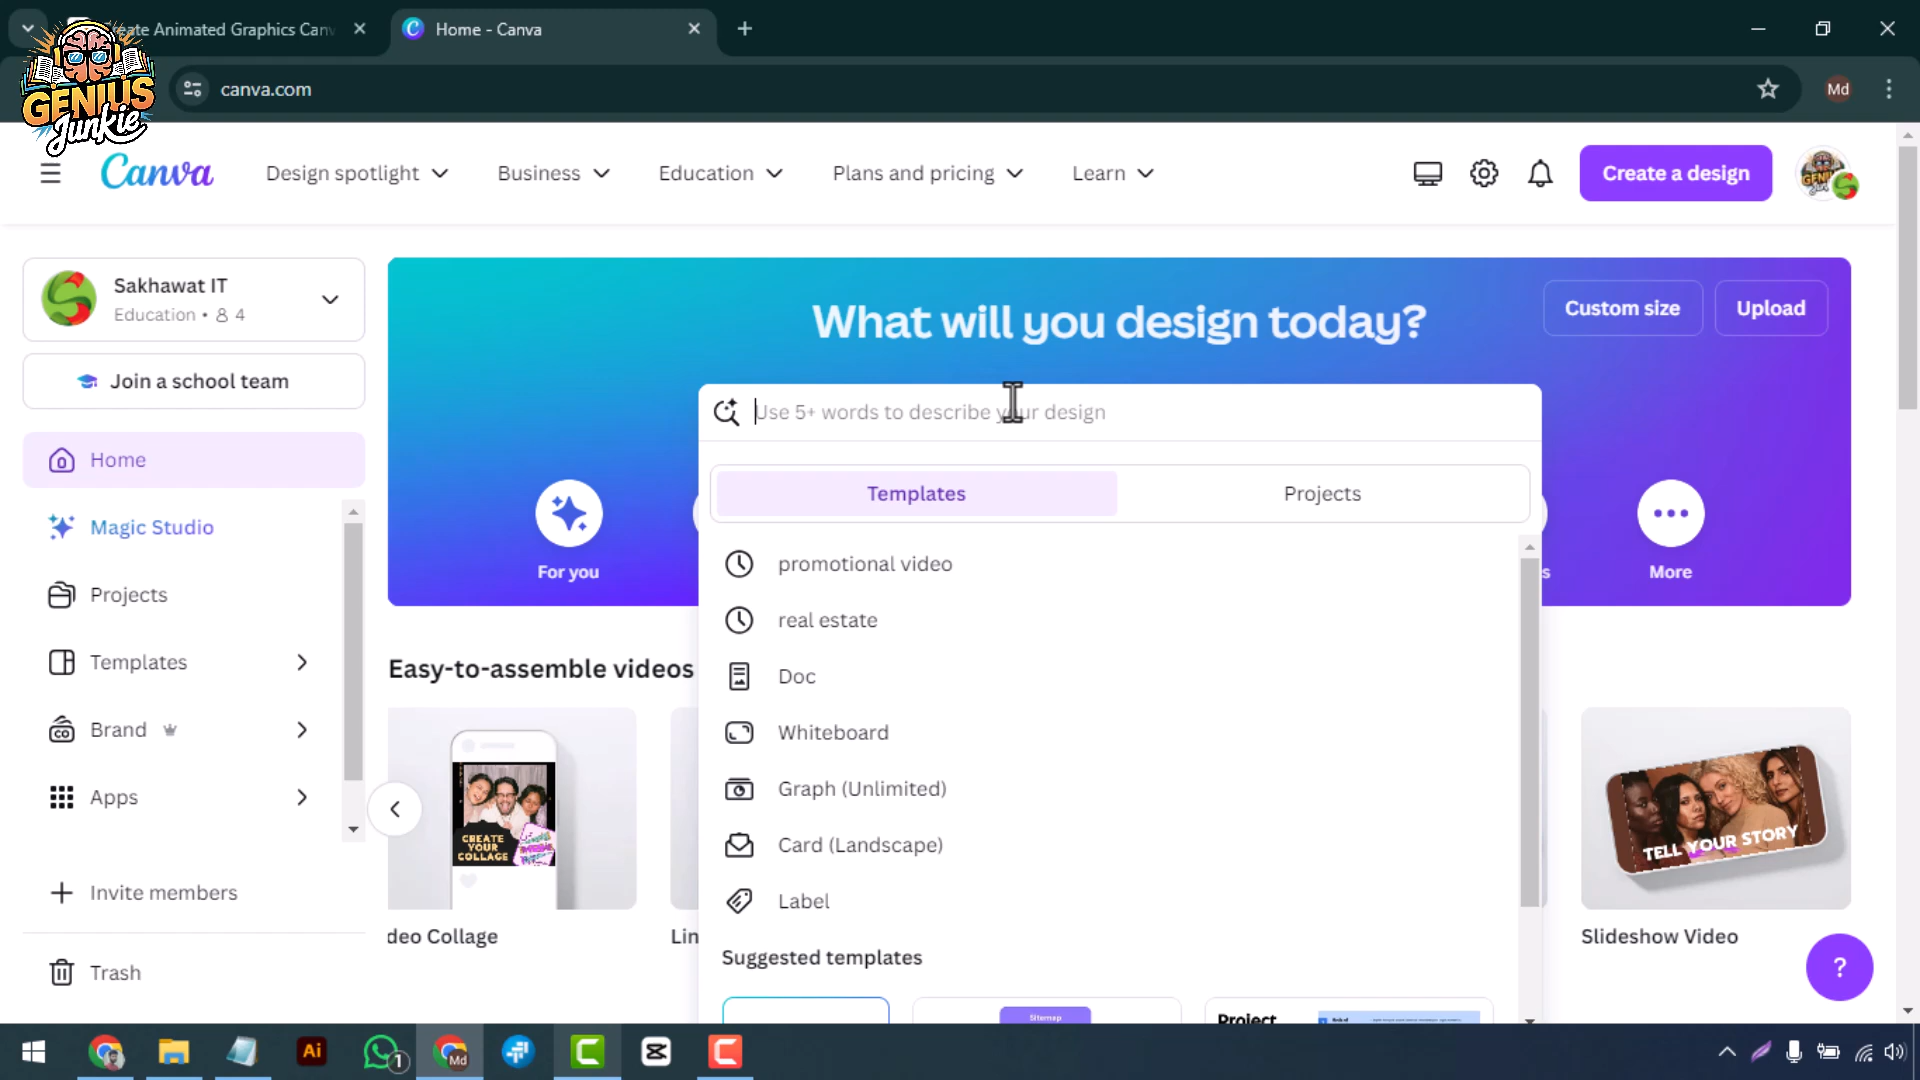 Create Animated Graphics Canv
Home - Canva
canva.com
Md
GENIUS
Junkie
Canva
Design spotlight
Business
Education
Plans and pricing
Learn
Create a design
Sakhawat IT
Education • 4
Join a school team
What will you design today?
Custom size
Upload
Use 5+ words to describe your design
Home
Templates
Projects
Magic Studio
promotional video
For you
s
More
Projects
real estate
Templates
Easy-to-assemble videos
Doc
Brand
Whiteboard
Apps
Graph (Unlimited)
CREATE
YOUR
COLLAGE
TELL YOUR STORY
Card (Landscape)
Invite members
Label
deo Collage
Lin
Slideshow Video
Suggested templates
Trash
?
Sitemap
Project
Ai
1
Md